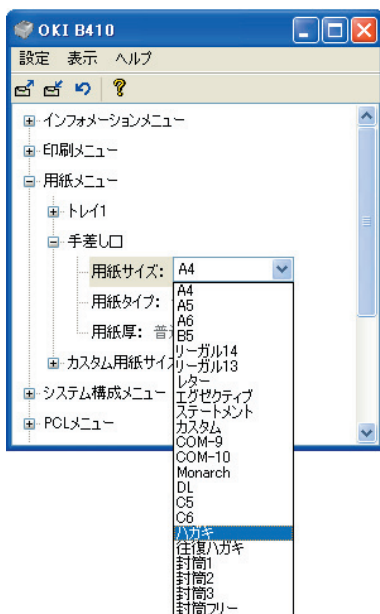 OKI B410
設定 表示 ヘルプ
インフォメーションメニュー
印刷メニュー
用紙メニュー
トレイ1
手差し口
用紙サイズ: A4
用紙タイプ:
用紙厚: 普
カスタム用紙サイ
システム構成メニュー
PCLメニュー
A4
A5
A6
B5
リーガル14
リーガル13
レター
エグゼクティブ
ステートメント
カスタム
COM-9
COM-10
Monarch
DL
C5
C6
ハガキ
往復ハガキ
封筒1
封筒2
封筒3
封筒フリー